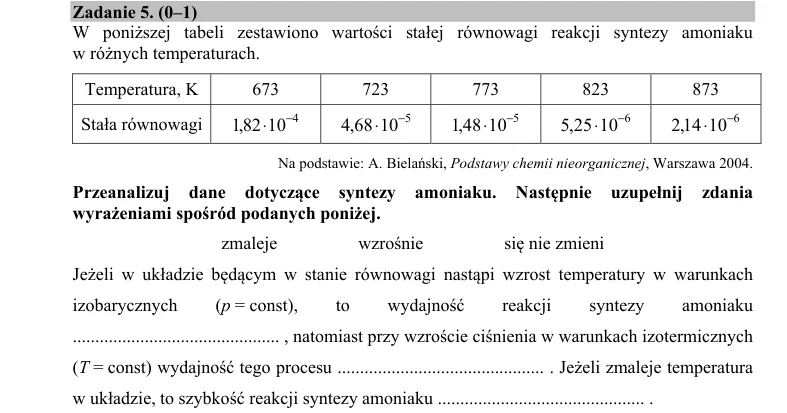 Zadanie 5. (0–1)
W poniższej tabeli zestawiono wartości stałej równowagi reakcji syntezy amoniaku
w różnych temperaturach.
Temperatura, K 673 723 773 823 873
Stała równowagi 1,82·10⁻⁴ 4,68·10⁻⁵ 1,48·10⁻⁵ 5,25·10⁻⁶ 2,14·10⁻⁶
Na podstawie: A. Bielański, Podstawy chemii nieorganicznej, Warszawa 2004.
Przeanalizuj dane dotyczące syntezy amoniaku. Następnie uzupełnij zdania
wyrażeniami spośród podanych poniżej.
zmaleje wzrośnie się nie zmieni
Jeżeli w układzie będącym w stanie równowagi nastąpi wzrost temperatury w warunkach
izobarycznych (p = const), to wydajność reakcji syntezy amoniaku
.............................................. , natomiast przy wzroście ciśnienia w warunkach izotermicznych
(T = const) wydajność tego procesu .............................................. . Jeżeli zmaleje temperatura
w układzie, to szybkość reakcji syntezy amoniaku .............................................. .